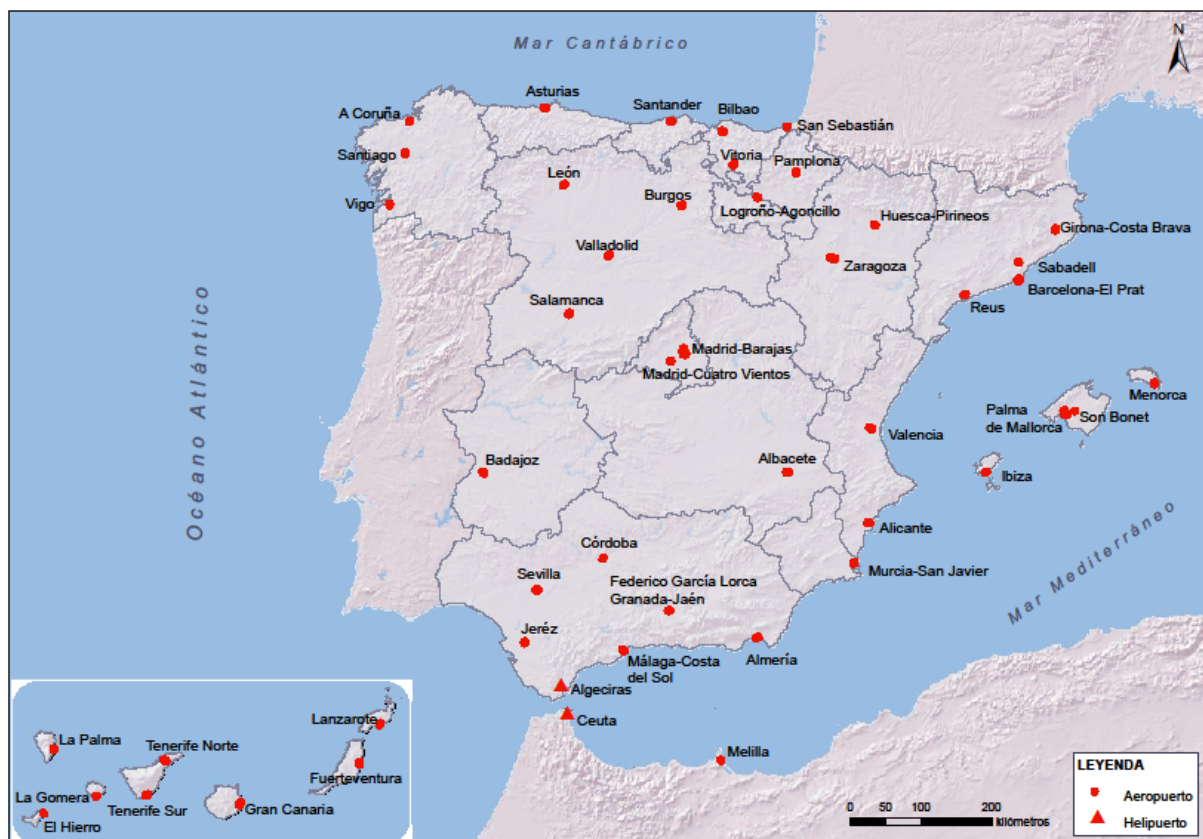 Mar Cantábrico
N
Asturias
Santander
Bilbao
A Coruña
San Sebastián
Santiago
Vitoria
Pamplona
León
Burgos
Vigo
Logroño-Agoncillo
Huesca-Pirineos
Girona-Costa Brava
Valladolid
Zaragoza
Sabadell
Barcelona-El Prat
Salamanca
Reus
Océano Atlántico
Madrid-Barajas
Madrid-Cuatro Vientos
Menorca
Palma
de Mallorca
Son Bonet
Valencia
Badajoz
Albacete
Ibiza
Alicante
Mar Mediterráneo
Córdoba
Murcia-San Javier
Sevilla
Federico García Lorca
Granada-Jaén
Jeréz
Almería
Málaga-Costa
del Sol
Algeciras
Ceuta
Melilla
Lanzarote
La Palma
Tenerife Norte
Fuerteventura
La Gomera
Tenerife Sur
Gran Canaria
El Hierro
LEYENDA
Aeropuerto
Helipuerto
0 50 100 200
kilómetros